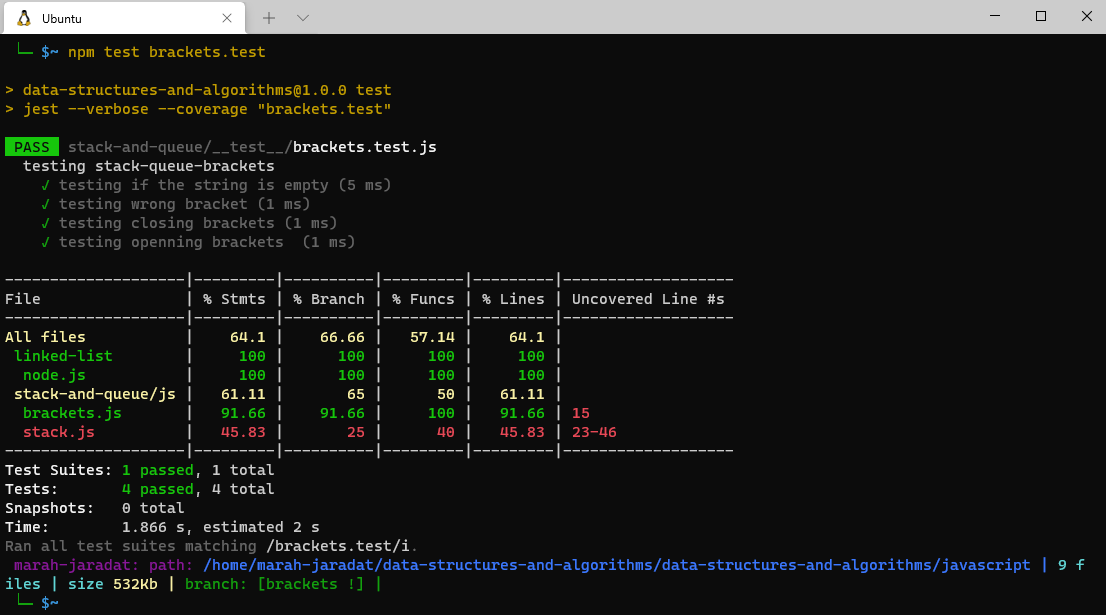 Ubuntu
└─ $~ npm test brackets.test
> data-structures-and-algorithms@1.0.0 test
> jest --verbose --coverage "brackets.test"
PASS stack-and-queue/__test__/brackets.test.js
testing stack-queue-brackets
√ testing if the string is empty (5 ms)
√ testing wrong bracket (1 ms)
√ testing closing brackets (1 ms)
√ testing openning brackets  (1 ms)
--------------------|---------|----------|---------|---------|-------------------
File                | % Stmts | % Branch | % Funcs | % Lines | Uncovered Line #s
--------------------|---------|----------|---------|---------|-------------------
All files           |    64.1 |    66.66 |   57.14 |    64.1 |
 linked-list        |     100 |      100 |     100 |     100 |
  node.js           |     100 |      100 |     100 |     100 |
 stack-and-queue/js |   61.11 |       65 |      50 |   61.11 |
  brackets.js       |   91.66 |    91.66 |     100 |   91.66 | 15
  stack.js          |   45.83 |       25 |      40 |   45.83 | 23-46
--------------------|---------|----------|---------|---------|-------------------
Test Suites: 1 passed, 1 total
Tests:       4 passed, 4 total
Snapshots:   0 total
Time:        1.866 s, estimated 2 s
Ran all test suites matching /brackets.test/i.
marah-jaradat: path: /home/marah-jaradat/data-structures-and-algorithms/data-structures-and-algorithms/javascript | 9 f
iles | size 532Kb | branch: [brackets !] |
└─ $~